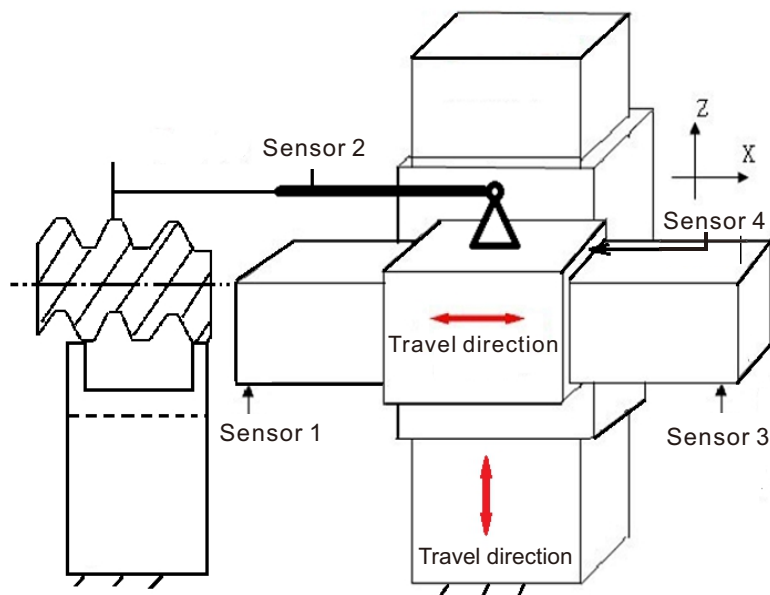 Z
Sensor 2
X
Sensor 4
Travel direction
Sensor 1
Sensor 3
Travel direction